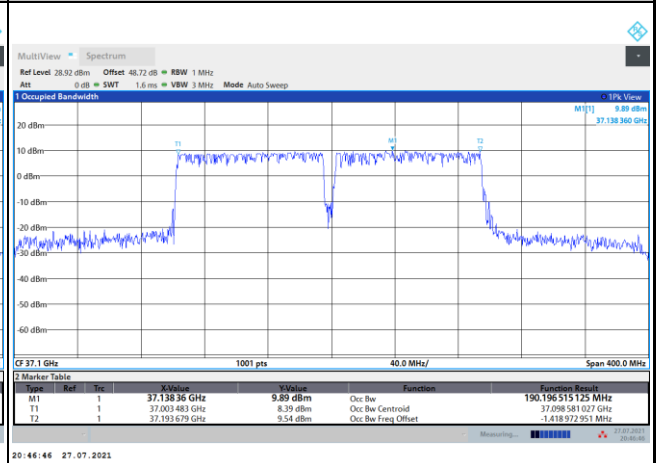 MultiView Spectrum
Ref Level 28.92 dBm Offset 48.72 dB RBW 1 MHz
Att 0 dB SWT 1.6 ms VBW 3 MHz Mode Auto Sweep
1 Occupied Bandwidth 1Pk View
M1[1] 9.89 dBm
37.138 360 GHz
20 dBm
M1
T1 T2
10 dBm
0 dBm
-10 dBm
-20 dBm
-30 dBm
-40 dBm
-50 dBm
-60 dBm
CF 37.1 GHz 1001 pts 40.0 MHz/ Span 400.0 MHz
2 Marker Table
Type Ref Trc X-Value Y-Value Function Function Result
M1 1 37.138 36 GHz 9.89 dBm Occ Bw 190.196 515 125 MHz
T1 1 37.003 483 GHz 8.39 dBm Occ Bw Centroid 37.098 581 027 GHz
T2 1 37.193 679 GHz 9.54 dBm Occ Bw Freq Offset -1.418 972 951 MHz
Measuring... 27.07.2021
20:46:46
20:46:46 27.07.2021